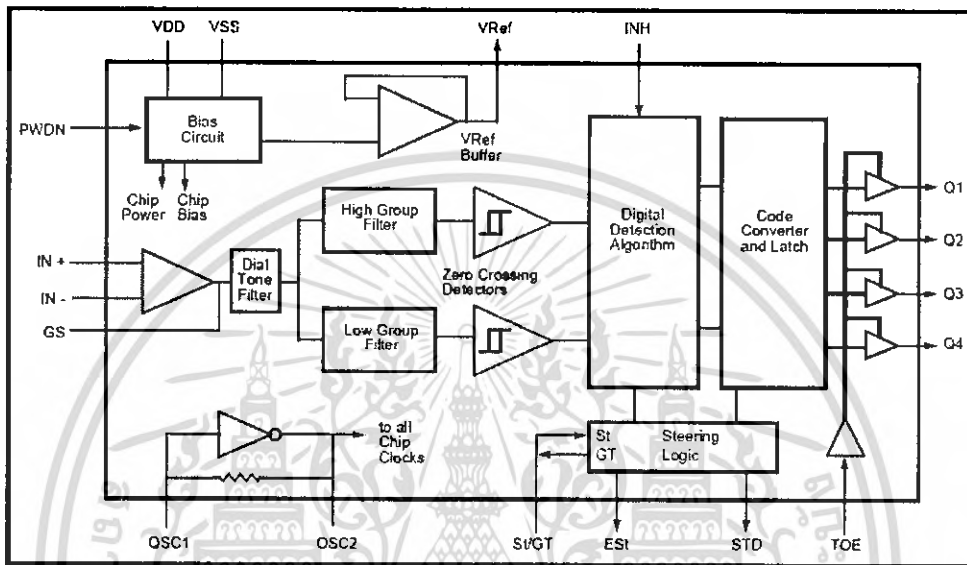 VDD
VSS
VRef
INH
PWDN
Bias
Circuit
VRef
Buffer
Chip
Power
Chip
Bias
High Group
Filter
Digital
Detection
Algorithm
Code
Converter
and Latch
Q1
Q2
Q3
Q4
IN +
IN -
GS
Dial
Tone
Filter
Zero Crossing
Detectors
Low Group
Filter
to all
Chip
Clocks
St
GT
Steering
Logic
OSC1
OSC2
St/GT
ESt
STD
TOE